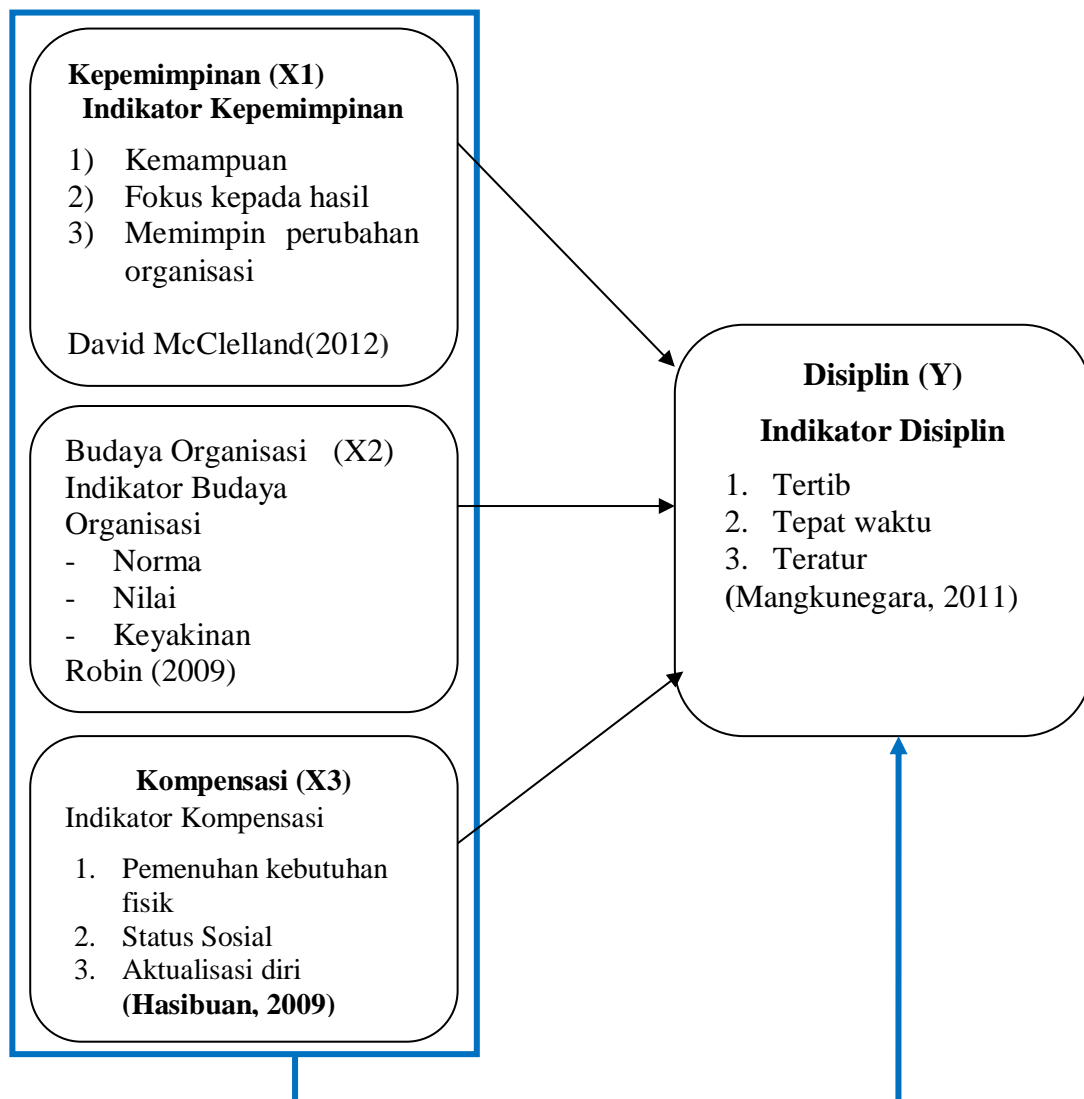 Kepemimpinan (X1)
Indikator Kepemimpinan
1) Kemampuan
2) Fokus kepada hasil
3) Memimpin perubahan
organisasi
David McClelland(2012)
Budaya Organisasi (X2)
Indikator Budaya
Organisasi
- Norma
- Nilai
- Keyakinan
Robin (2009)
Kompensasi (X3)
Indikator Kompensasi
1. Pemenuhan kebutuhan
fisik
2. Status Sosial
3. Aktualisasi diri
(Hasibuan, 2009)
Disiplin (Y)
Indikator Disiplin
1. Tertib
2. Tepat waktu
3. Teratur
(Mangkunegara, 2011)